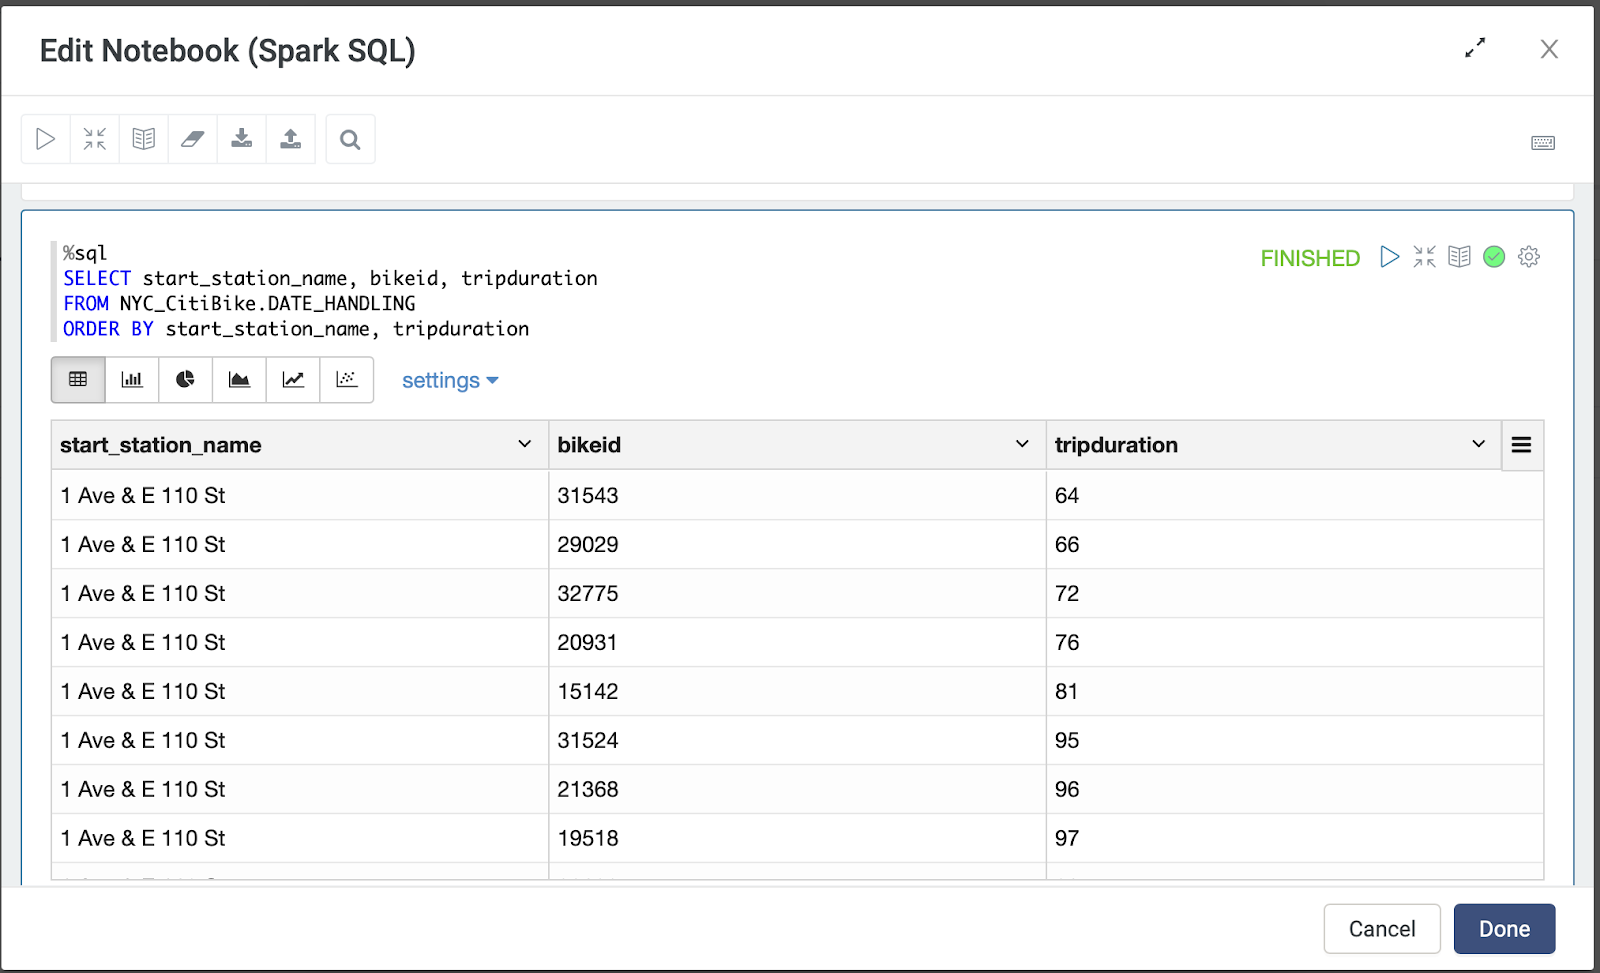 Edit Notebook (Spark SQL)
%sql
SELECT start_station_name, bikeid, tripduration
FROM NYC_CitiBike.DATE_HANDLING
ORDER BY start_station_name, tripduration
FINISHED
settings
start_station_name bikeid tripduration
1 Ave & E 110 St 31543 64
1 Ave & E 110 St 29029 66
1 Ave & E 110 St 32775 72
1 Ave & E 110 St 20931 76
1 Ave & E 110 St 15142 81
1 Ave & E 110 St 31524 95
1 Ave & E 110 St 21368 96
1 Ave & E 110 St 19518 97
Cancel Done